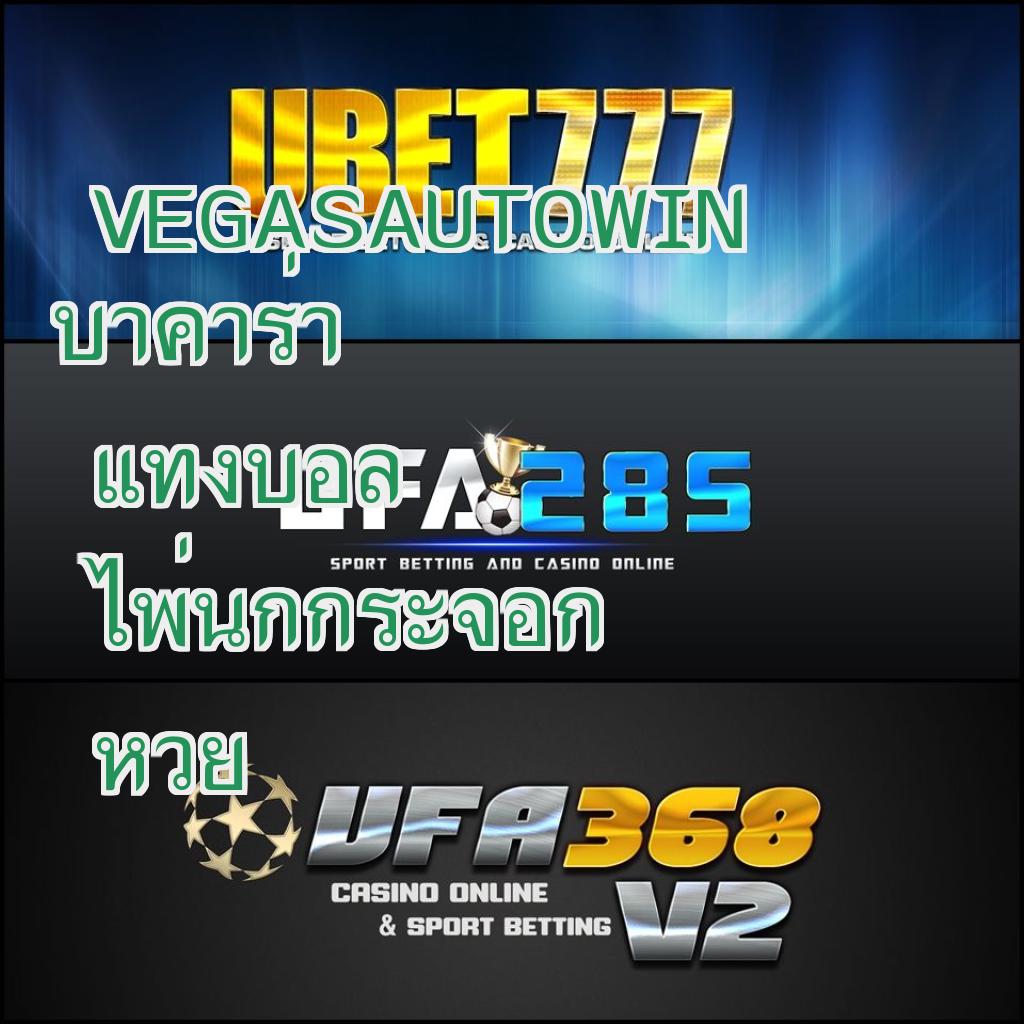 UBET777
VEGASAUTOWIN
บาคาร่า
แทงบอล
UFA285
SPORT BETTING AND CASINO ONLINE
ไพ่นกกระจอก
หวย
UFA368
CASINO ONLINE
& SPORT BETTING
V2